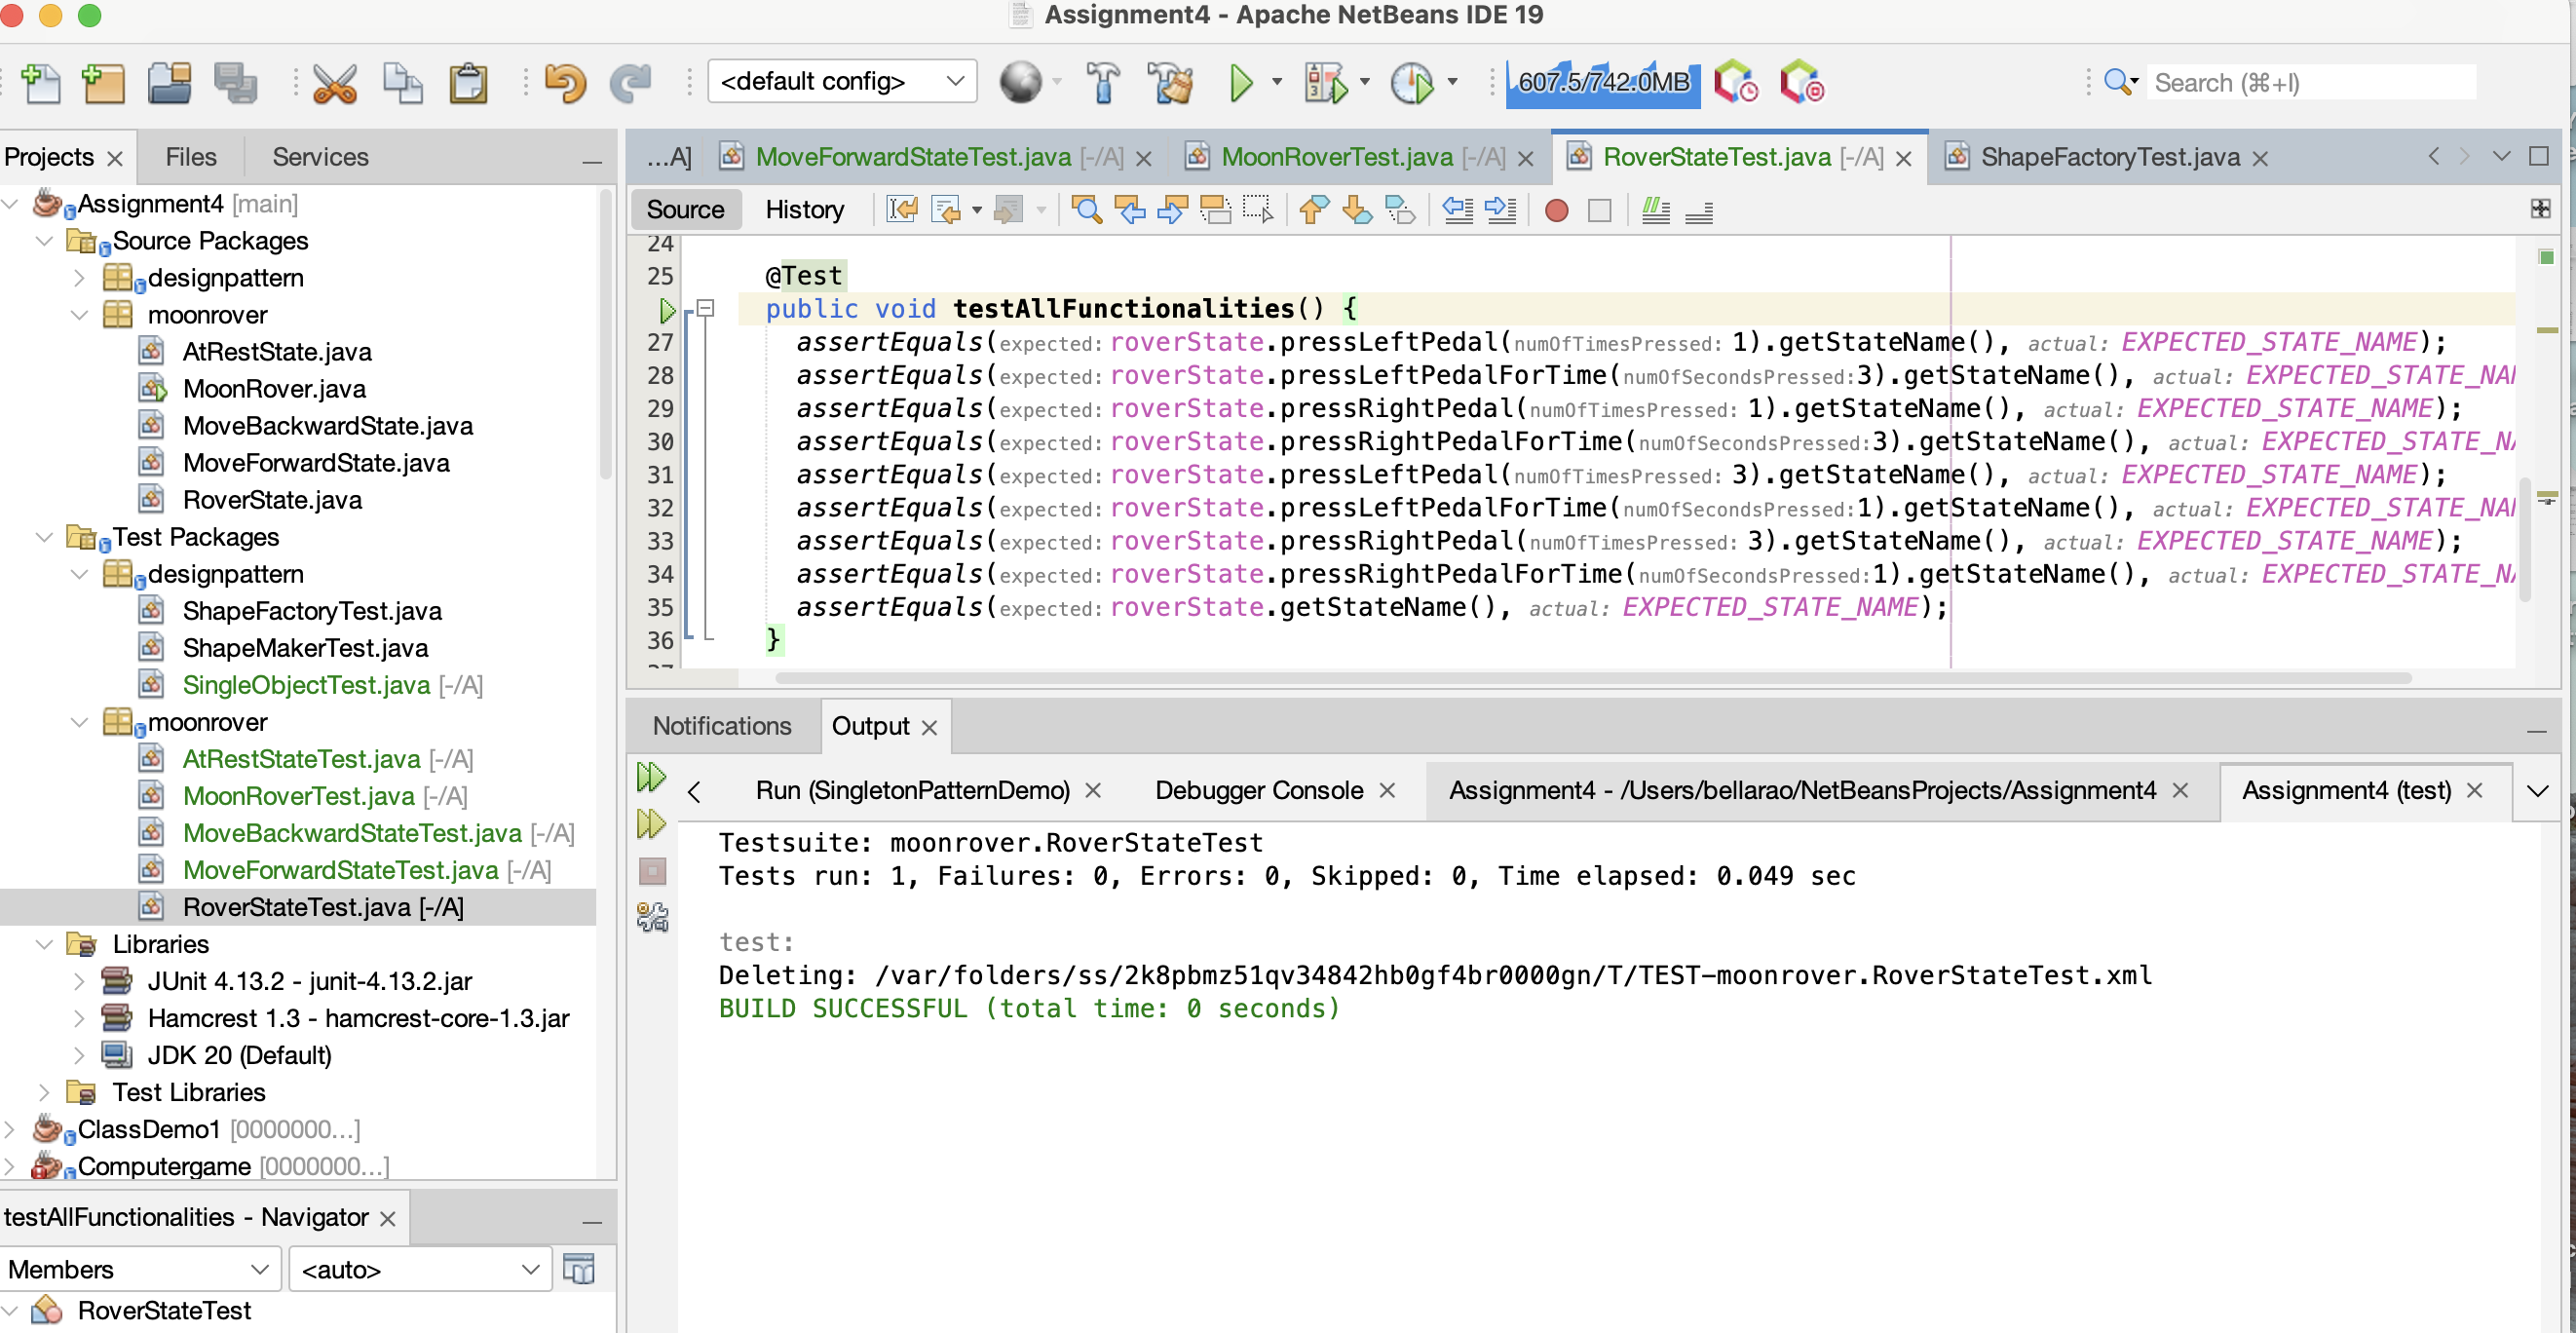 Assignment4 - Apache NetBeans IDE 19
<default config>
607.5/742.0MB
Search (⌘+I)
Projects
Files
Services
...A]
MoveForwardStateTest.java [-/A]
MoonRoverTest.java [-/A]
RoverStateTest.java [-/A]
ShapeFactoryTest.java
Source
History
Assignment4 [main]
Source Packages
designpattern
moonrover
AtRestState.java
MoonRover.java
MoveBackwardState.java
MoveForwardState.java
RoverState.java
Test Packages
designpattern
ShapeFactoryTest.java
ShapeMakerTest.java
SingleObjectTest.java [-/A]
moonrover
AtRestStateTest.java [-/A]
MoonRoverTest.java [-/A]
MoveBackwardStateTest.java [-/A]
MoveForwardStateTest.java [-/A]
RoverStateTest.java [-/A]
Libraries
JUnit 4.13.2 - junit-4.13.2.jar
Hamcrest 1.3 - hamcrest-core-1.3.jar
JDK 20 (Default)
Test Libraries
ClassDemo1 [0000000...]
Computergame [0000000...]
testAllFunctionalities - Navigator
Members
<auto>
RoverStateTest
24
25 @Test
public void testAllFunctionalities() {
27 assertEquals(expected: roverState.pressLeftPedal(numOfTimesPressed: 1).getStateName(), actual: EXPECTED_STATE_NAME);
28 assertEquals(expected: roverState.pressLeftPedalForTime(numOfSecondsPressed:3).getStateName(), actual: EXPECTED_STATE_NA
29 assertEquals(expected: roverState.pressRightPedal(numOfTimesPressed: 1).getStateName(), actual: EXPECTED_STATE_NAME);
30 assertEquals(expected: roverState.pressRightPedalForTime(numOfSecondsPressed:3).getStateName(), actual: EXPECTED_STATE_N
31 assertEquals(expected: roverState.pressLeftPedal(numOfTimesPressed: 3).getStateName(), actual: EXPECTED_STATE_NAME);
32 assertEquals(expected: roverState.pressLeftPedalForTime(numOfSecondsPressed:1).getStateName(), actual: EXPECTED_STATE_NA
33 assertEquals(expected: roverState.pressRightPedal(numOfTimesPressed: 3).getStateName(), actual: EXPECTED_STATE_NAME);
34 assertEquals(expected: roverState.pressRightPedalForTime(numOfSecondsPressed:1).getStateName(), actual: EXPECTED_STATE_N
35 assertEquals(expected: roverState.getStateName(), actual: EXPECTED_STATE_NAME);
36 }
Notifications
Output
Run (SingletonPatternDemo)
Debugger Console
Assignment4 - /Users/bellarao/NetBeansProjects/Assignment4
Assignment4 (test)
Testsuite: moonrover.RoverStateTest
Tests run: 1, Failures: 0, Errors: 0, Skipped: 0, Time elapsed: 0.049 sec
test:
Deleting: /var/folders/ss/2k8pbmz51qv34842hb0gf4br0000gn/T/TEST-moonrover.RoverStateTest.xml
BUILD SUCCESSFUL (total time: 0 seconds)